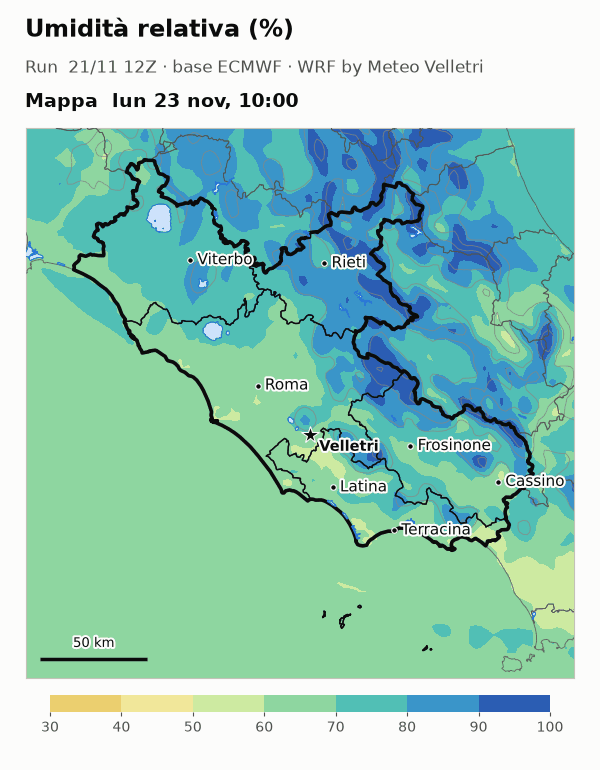 Umidità relativa (%)
Run  21/11 12Z · base ECMWF · WRF by Meteo Velletri
Mappa  lun 23 nov, 10:00
Viterbo
Rieti
Roma
Velletri
Frosinone
Cassino
Latina
Terracina
50 km
30 40 50 60 70 80 90 100